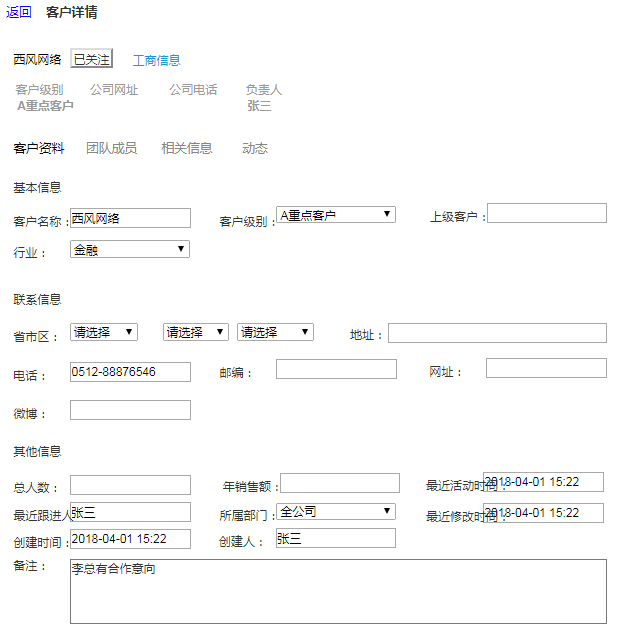 返回 客户详情
西风网络 已关注 工商信息
客户级别 公司网址 公司电话 负责人
A重点客户 张三
客户资料 团队成员 相关信息 动态
基本信息
客户名称：西风网络 客户级别：A重点客户 上级客户：
行业：金融
联系信息
省市区：请选择 请选择 请选择 地址：
电话：0512-88876546 邮编： 网址：
微博：
其他信息
总人数： 年销售额： 最近活动时间：2018-04-01 15:22
最近跟进人 张三 所属部门：全公司 最近修改时间：2018-04-01 15:22
创建时间：2018-04-01 15:22 创建人：张三
备注：李总有合作意向